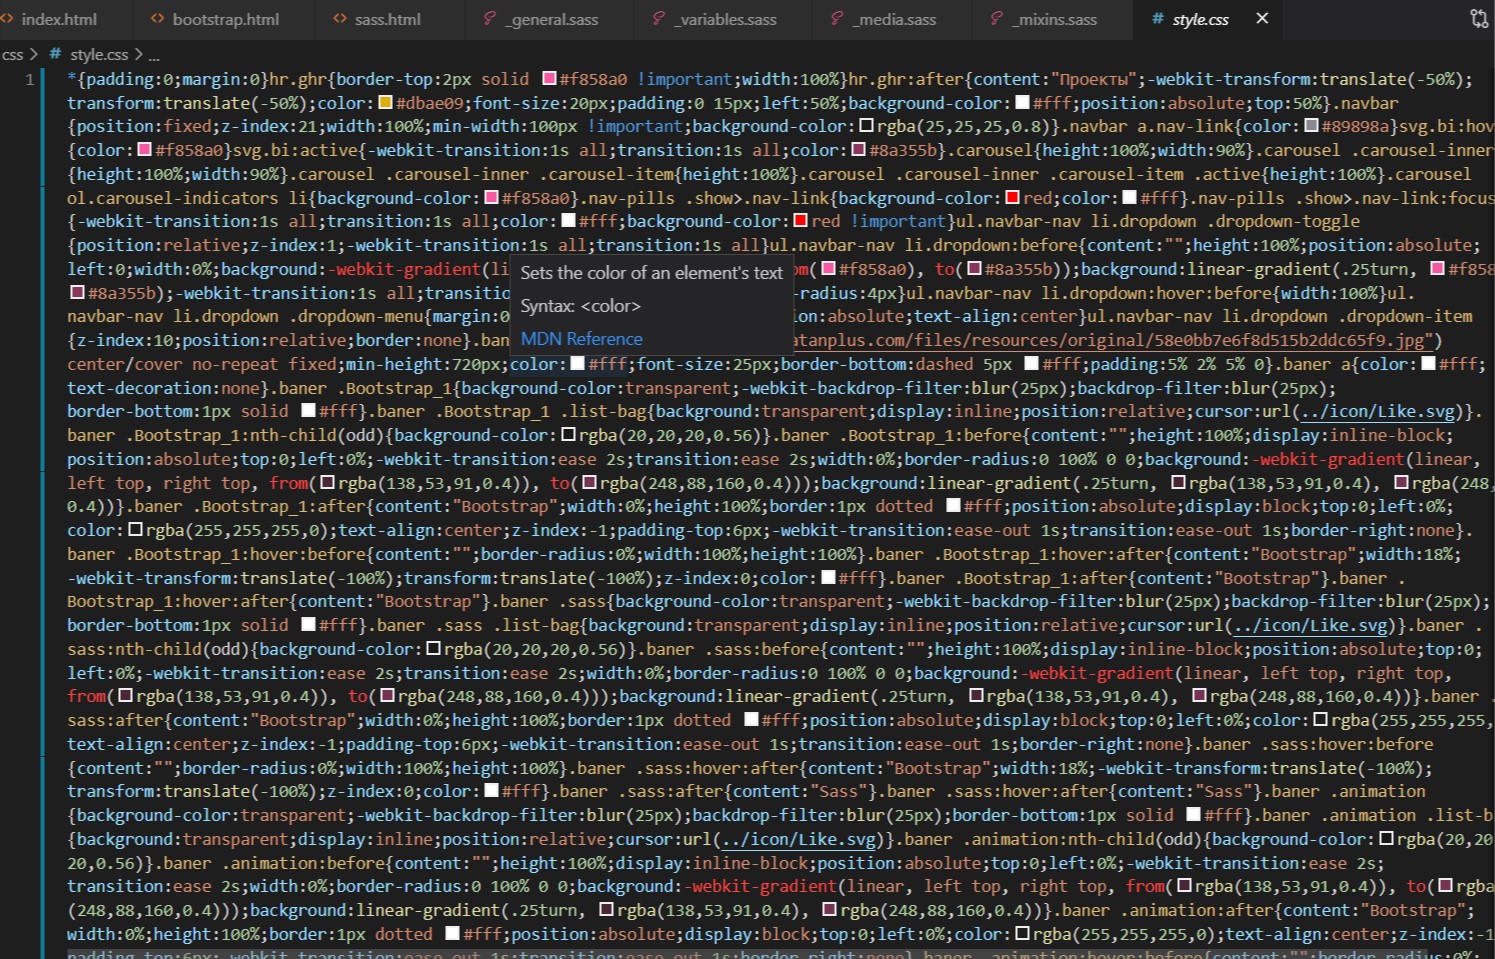 index.html bootstrap.html sass.html _general.sass _variables.sass _media.sass _mixins.sass # style.css
css > # style.css > ...
1 *{padding:0;margin:0}hr.ghr{border-top:2px solid #f858a0 !important;width:100%}hr.ghr:after{content:"Проекты";-webkit-transform:translate(-50%);
transform:translate(-50%);color:#dbae09;font-size:20px;padding:0 15px;left:50%;background-color:#fff;position:absolute;top:50%}.navbar
{position:fixed;z-index:21;width:100%;min-width:100px !important;background-color:rgba(25,25,25,0.8)}.navbar a.nav-link{color:#89898a}svg.bi:hov
{color:#f858a0}svg.bi:active{-webkit-transition:1s all;transition:1s all;color:#8a355b}.carousel{height:100%;width:90%}.carousel .carousel-inner
{height:100%;width:90%}.carousel .carousel-inner .carousel-item{height:100%}.carousel .carousel-inner .carousel-item .active{height:100%}.carousel
ol.carousel-indicators li{background-color:#f858a0}.nav-pills .show>.nav-link{background-color:red;color:#fff}.nav-pills .show>.nav-link:focus
{-webkit-transition:1s all;transition:1s all;color:#fff;background-color:red !important}ul.navbar-nav li.dropdown .dropdown-toggle
{position:relative;z-index:1;-webkit-transition:1s all;transition:1s all}ul.navbar-nav li.dropdown:before{content:"";height:100%;position:absolute;
left:0;width:0%;background:-webkit-gradient(li om(#f858a0), to(#8a355b));background:linear-gradient(.25turn, #f858
#8a355b);-webkit-transition:1s all;transitio -radius:4px}ul.navbar-nav li.dropdown:hover:before{width:100%}ul.
navbar-nav li.dropdown .dropdown-menu{margin:0 on:absolute;text-align:center}ul.navbar-nav li.dropdown .dropdown-item
{z-index:10;position:relative;border:none}.ban atanplus.com/files/resources/original/58e0bb7e6f8d515b2ddc65f9.jpg")
Sets the color of an element's text
Syntax: <color>
MDN Reference
center/cover no-repeat fixed;min-height:720px;color:#fff;font-size:25px;border-bottom:dashed 5px #fff;padding:5% 2% 5% 0}.baner a{color:#fff;
text-decoration:none}.baner .Bootstrap_1{background-color:transparent;-webkit-backdrop-filter:blur(25px);backdrop-filter:blur(25px);
border-bottom:1px solid #fff}.baner .Bootstrap_1 .list-bag{background:transparent;display:inline;position:relative;cursor:url(../icon/Like.svg)}.
baner .Bootstrap_1:nth-child(odd){background-color:rgba(20,20,20,0.56)}.baner .Bootstrap_1:before{content:"";height:100%;display:inline-block;
position:absolute;top:0;left:0%;-webkit-transition:ease 2s;transition:ease 2s;width:0%;border-radius:0 100% 0 0;background:-webkit-gradient(linear,
left top, right top, from(rgba(138,53,91,0.4)), to(rgba(248,88,160,0.4)));background:linear-gradient(.25turn, rgba(138,53,91,0.4), rgba(248,
0.4))}.baner .Bootstrap_1:after{content:"Bootstrap";width:0%;height:100%;border:1px dotted #fff;position:absolute;display:block;top:0;left:0%;
color:rgba(255,255,255,0);text-align:center;z-index:-1;padding-top:6px;-webkit-transition:ease-out 1s;transition:ease-out 1s;border-right:none}.
baner .Bootstrap_1:hover:before{content:"";border-radius:0%;width:100%;height:100%}.baner .Bootstrap_1:hover:after{content:"Bootstrap";width:18%;
-webkit-transform:translate(-100%);transform:translate(-100%);z-index:0;color:#fff}.baner .Bootstrap_1:after{content:"Bootstrap"}.baner .
Bootstrap_1:hover:after{content:"Bootstrap"}.baner .sass{background-color:transparent;-webkit-backdrop-filter:blur(25px);backdrop-filter:blur(25px);
border-bottom:1px solid #fff}.baner .sass .list-bag{background:transparent;display:inline;position:relative;cursor:url(../icon/Like.svg)}.baner .
sass:nth-child(odd){background-color:rgba(20,20,20,0.56)}.baner .sass:before{content:"";height:100%;display:inline-block;position:absolute;top:0;
left:0%;-webkit-transition:ease 2s;transition:ease 2s;width:0%;border-radius:0 100% 0 0;background:-webkit-gradient(linear, left top, right top,
from(rgba(138,53,91,0.4)), to(rgba(248,88,160,0.4)));background:linear-gradient(.25turn, rgba(138,53,91,0.4), rgba(248,88,160,0.4))}.baner .
sass:after{content:"Bootstrap";width:0%;height:100%;border:1px dotted #fff;position:absolute;display:block;top:0;left:0%;color:rgba(255,255,255,
text-align:center;z-index:-1;padding-top:6px;-webkit-transition:ease-out 1s;transition:ease-out 1s;border-right:none}.baner .sass:hover:before
{content:"";border-radius:0%;width:100%;height:100%}.baner .sass:hover:after{content:"Bootstrap";width:18%;-webkit-transform:translate(-100%);
transform:translate(-100%);z-index:0;color:#fff}.baner .sass:after{content:"Sass"}.baner .sass:hover:after{content:"Sass"}.baner .animation
{background-color:transparent;-webkit-backdrop-filter:blur(25px);backdrop-filter:blur(25px);border-bottom:1px solid #fff}.baner .animation .list-b
{background:transparent;display:inline;position:relative;cursor:url(../icon/Like.svg)}.baner .animation:nth-child(odd){background-color:rgba(20,20
20,0.56)}.baner .animation:before{content:"";height:100%;display:inline-block;position:absolute;top:0;left:0%;-webkit-transition:ease 2s;
transition:ease 2s;width:0%;border-radius:0 100% 0 0;background:-webkit-gradient(linear, left top, right top, from(rgba(138,53,91,0.4)), to(rgba
(248,88,160,0.4)));background:linear-gradient(.25turn, rgba(138,53,91,0.4), rgba(248,88,160,0.4))}.baner .animation:after{content:"Bootstrap";
width:0%;height:100%;border:1px dotted #fff;position:absolute;display:block;top:0;left:0%;color:rgba(255,255,255,0);text-align:center;z-index:-1
padding-top:6px;-webkit-transition:ease-out 1s;transition:ease-out 1s;border-right:none}.baner .animation:hover:before{content:"";border-radius:0%;